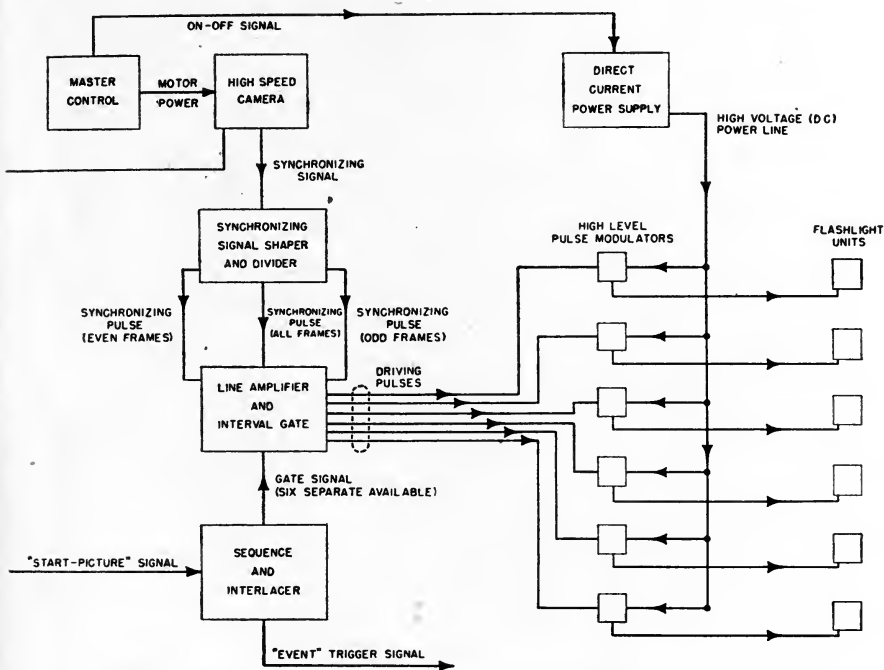 ON-OFF SIGNAL
MASTER
CONTROL
MOTOR
POWER
HIGH SPEED
CAMERA
DIRECT
CURRENT
POWER SUPPLY
HIGH VOLTAGE (DC)
POWER LINE
SYNCHRONIZING
SIGNAL
SYNCHRONIZING
SIGNAL SHAPER
AND DIVIDER
HIGH LEVEL
PULSE MODULATORS
FLASHLIGHT
UNITS
SYNCHRONIZING
PULSE
(EVEN FRAMES)
SYNCHRONIZING
PULSE
(ALL FRAMES)
SYNCHRONIZING
PULSE
(ODD FRAMES)
LINE AMPLIFIER
AND
INTERVAL GATE
DRIVING
PULSES
GATE SIGNAL
(SIX SEPARATE AVAILABLE)
"START-PICTURE" SIGNAL
SEQUENCE
AND
INTERLACER
"EVENT" TRIGGER SIGNAL